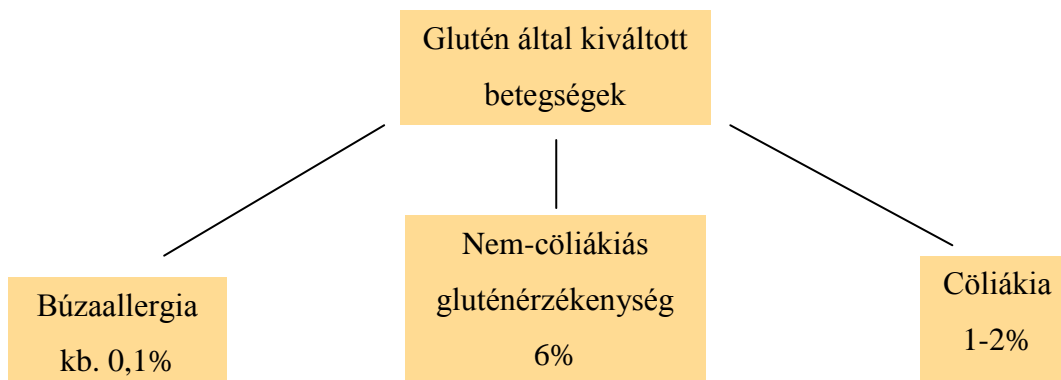 Glutén által kiváltott
betegségek
Búzaallergia
kb. 0,1%
Nem-cöliákiás
gluténérzékenység
6%
Cöliákia
1-2%